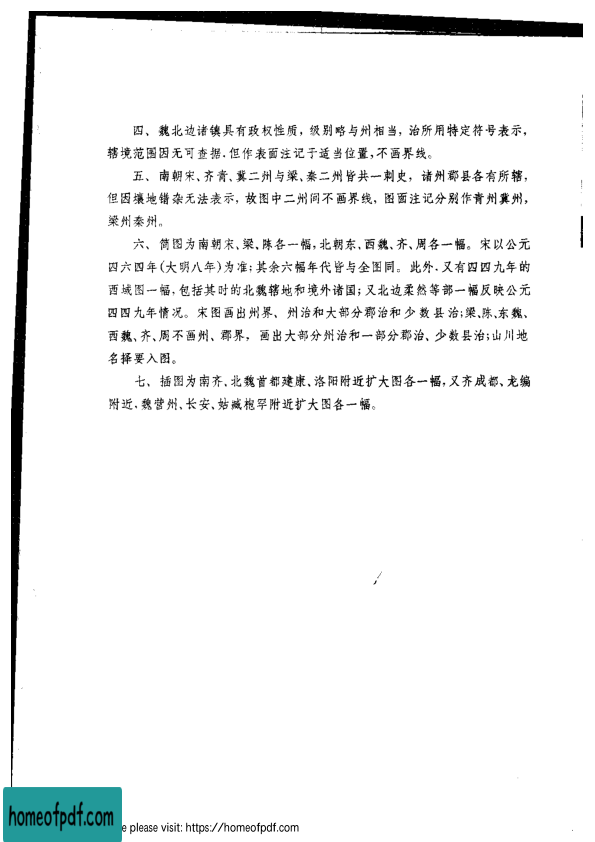 四、魏北边诸镇具有政权性质，级别略与州相当，治所用特定符号表示，
辖境范围因无可查据，但作表面注记于适当位置，不画界线。
五、南朝宋、齐青、冀二州与梁、秦二州皆共一刺史，诸州郡县各有所辖，
但因壤地错杂无法表示，故图中二州间不画界线，图面注记分别作青州冀州，
梁州秦州。
六、简图为南朝宋、梁、陈各一幅，北朝东、西魏、齐、周各一幅。宋以公元
四六四年(大明八年)为准；其余六幅年代皆与全图同。此外，又有四四九年的
西域图一幅，包括其时的北魏辖地和境外诸国；又北边柔然等部一幅反映公元
四四九年情况。宋图画出州界、州治和大部分郡治和少数县治；梁、陈、东魏、
西魏、齐、周不画州、郡界，画出大部分州治和一部分郡治、少数县治；山川地
名择要入图。
七、插图为南齐、北魏首都建康、洛阳附近扩大图各一幅，又齐成都、龙编
附近，魏营州、长安、姑臧枹罕附近扩大图各一幅。
homeofpdf.com
e please visit: https://homeofpdf.com